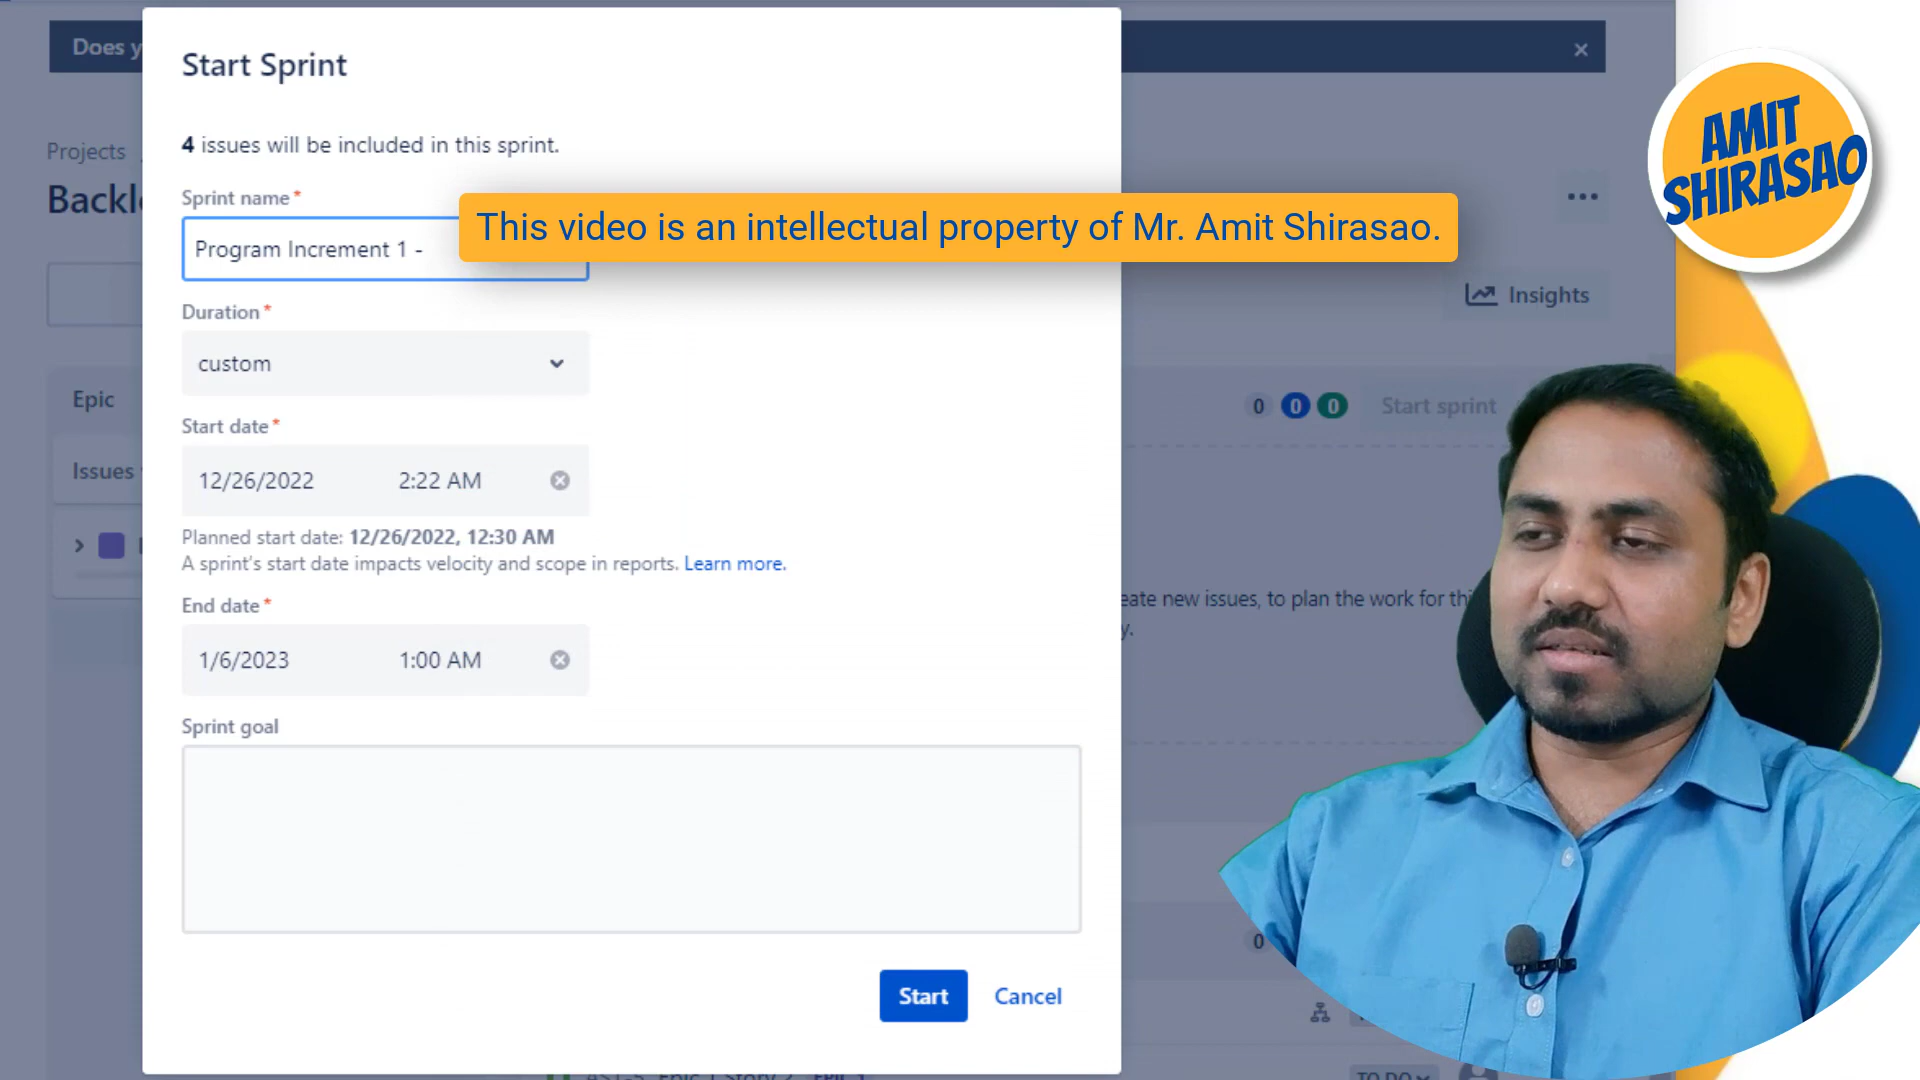 Does y
Start Sprint
4 issues will be included in this sprint.
Projects
Backl
Sprint name*
This video is an intellectual property of Mr. Amit Shirasao.
Program Increment 1 -
AMIT
SHIRASAO
Insights
Duration*
custom
Epic
0 0 0 Start sprint
Start date*
Issues
12/26/2022 2:22 AM
Planned start date: 12/26/2022, 12:30 AM
A sprint's start date impacts velocity and scope in reports. Learn more.
End date*
eate new issues, to plan the work for thi
y.
1/6/2023 1:00 AM
Sprint goal
0
Start Cancel